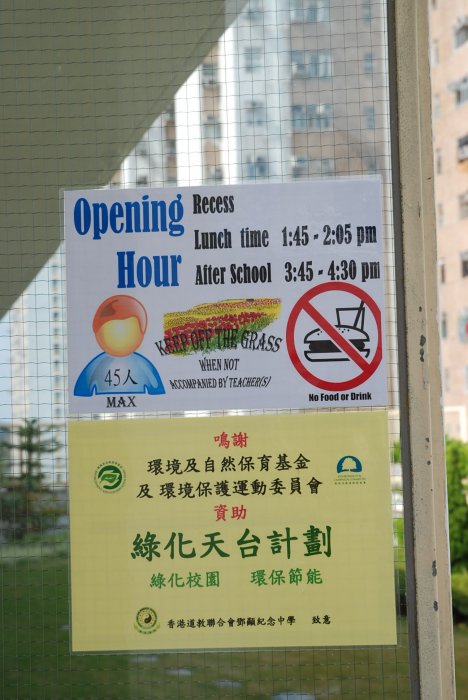 Opening Hour
Recess
Lunch time 1:45 - 2:05 pm
After School 3:45 - 4:30 pm
KEEP OFF THE GRASS
WHEN NOT
ACCOMPANIED BY TEACHER(S)
45人
MAX
No Food or Drink
鳴謝
環境及自然保育基金
及 環境保護運動委員會
資助
綠化天台計劃
綠化校園 環保節能
香港道教聯合會鄧顯紀念中學 致意